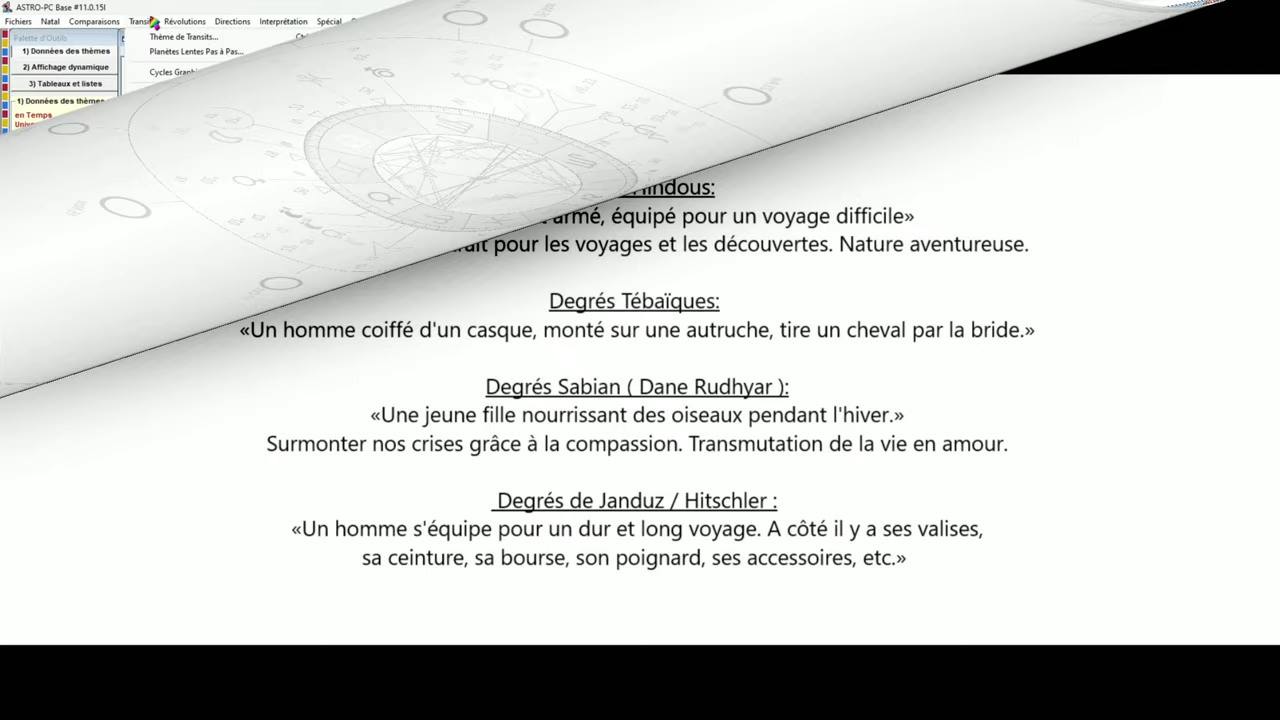 ASTRO-PC Base #11.0.15I
Fichiers Natal Comparaisons Révolutions Directions Interprétation Spécial
Palette d'Outils
Thème de Transits...
1) Données des thèmes
Planètes Lentes Pas à Pas...
2) Affichage dynamique
Cycles
3) Tableaux et listes
1) Données des thèmes
en Temps
armé, équipé pour un voyage difficile»
pour les voyages et les découvertes. Nature aventureuse.
Degrés Tébaïques:
«Un homme coiffé d'un casque, monté sur une autruche, tire un cheval par la bride.»
Degrés Sabian ( Dane Rudhyar ):
«Une jeune fille nourrissant des oiseaux pendant l'hiver.»
Surmonter nos crises grâce à la compassion. Transmutation de la vie en amour.
Degrés de Janduz / Hitschler :
«Un homme s'équipe pour un dur et long voyage. A côté il y a ses valises,
sa ceinture, sa bourse, son poignard, ses accessoires, etc.»